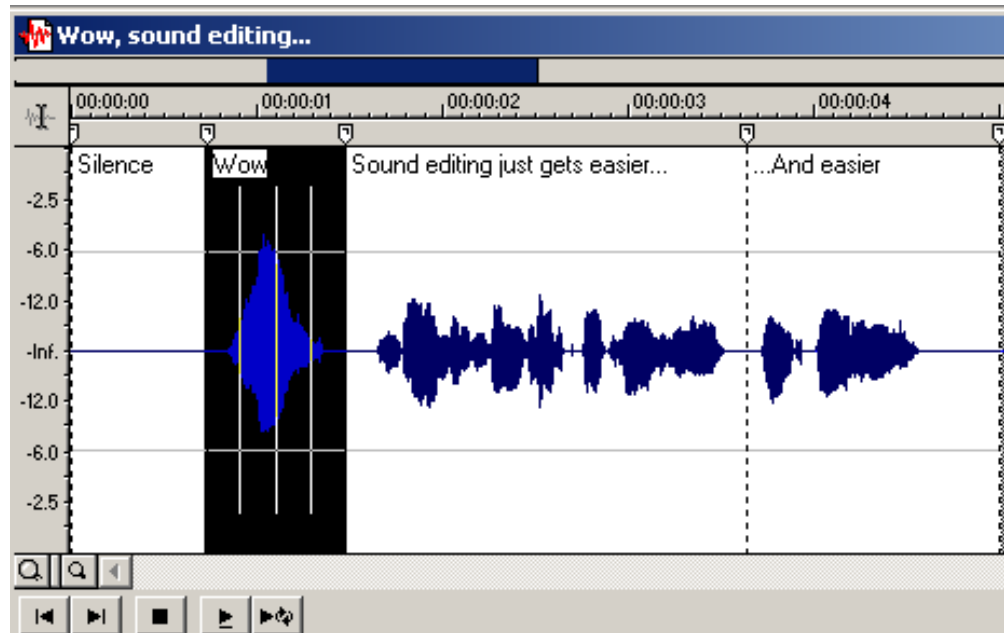 Wow, sound editing...
00:00:00 00:00:01 00:00:02 00:00:03 00:00:04
Silence Wow Sound editing just gets easier... ...And easier
-2.5
-6.0
-12.0
-Inf.
-12.0
-6.0
-2.5